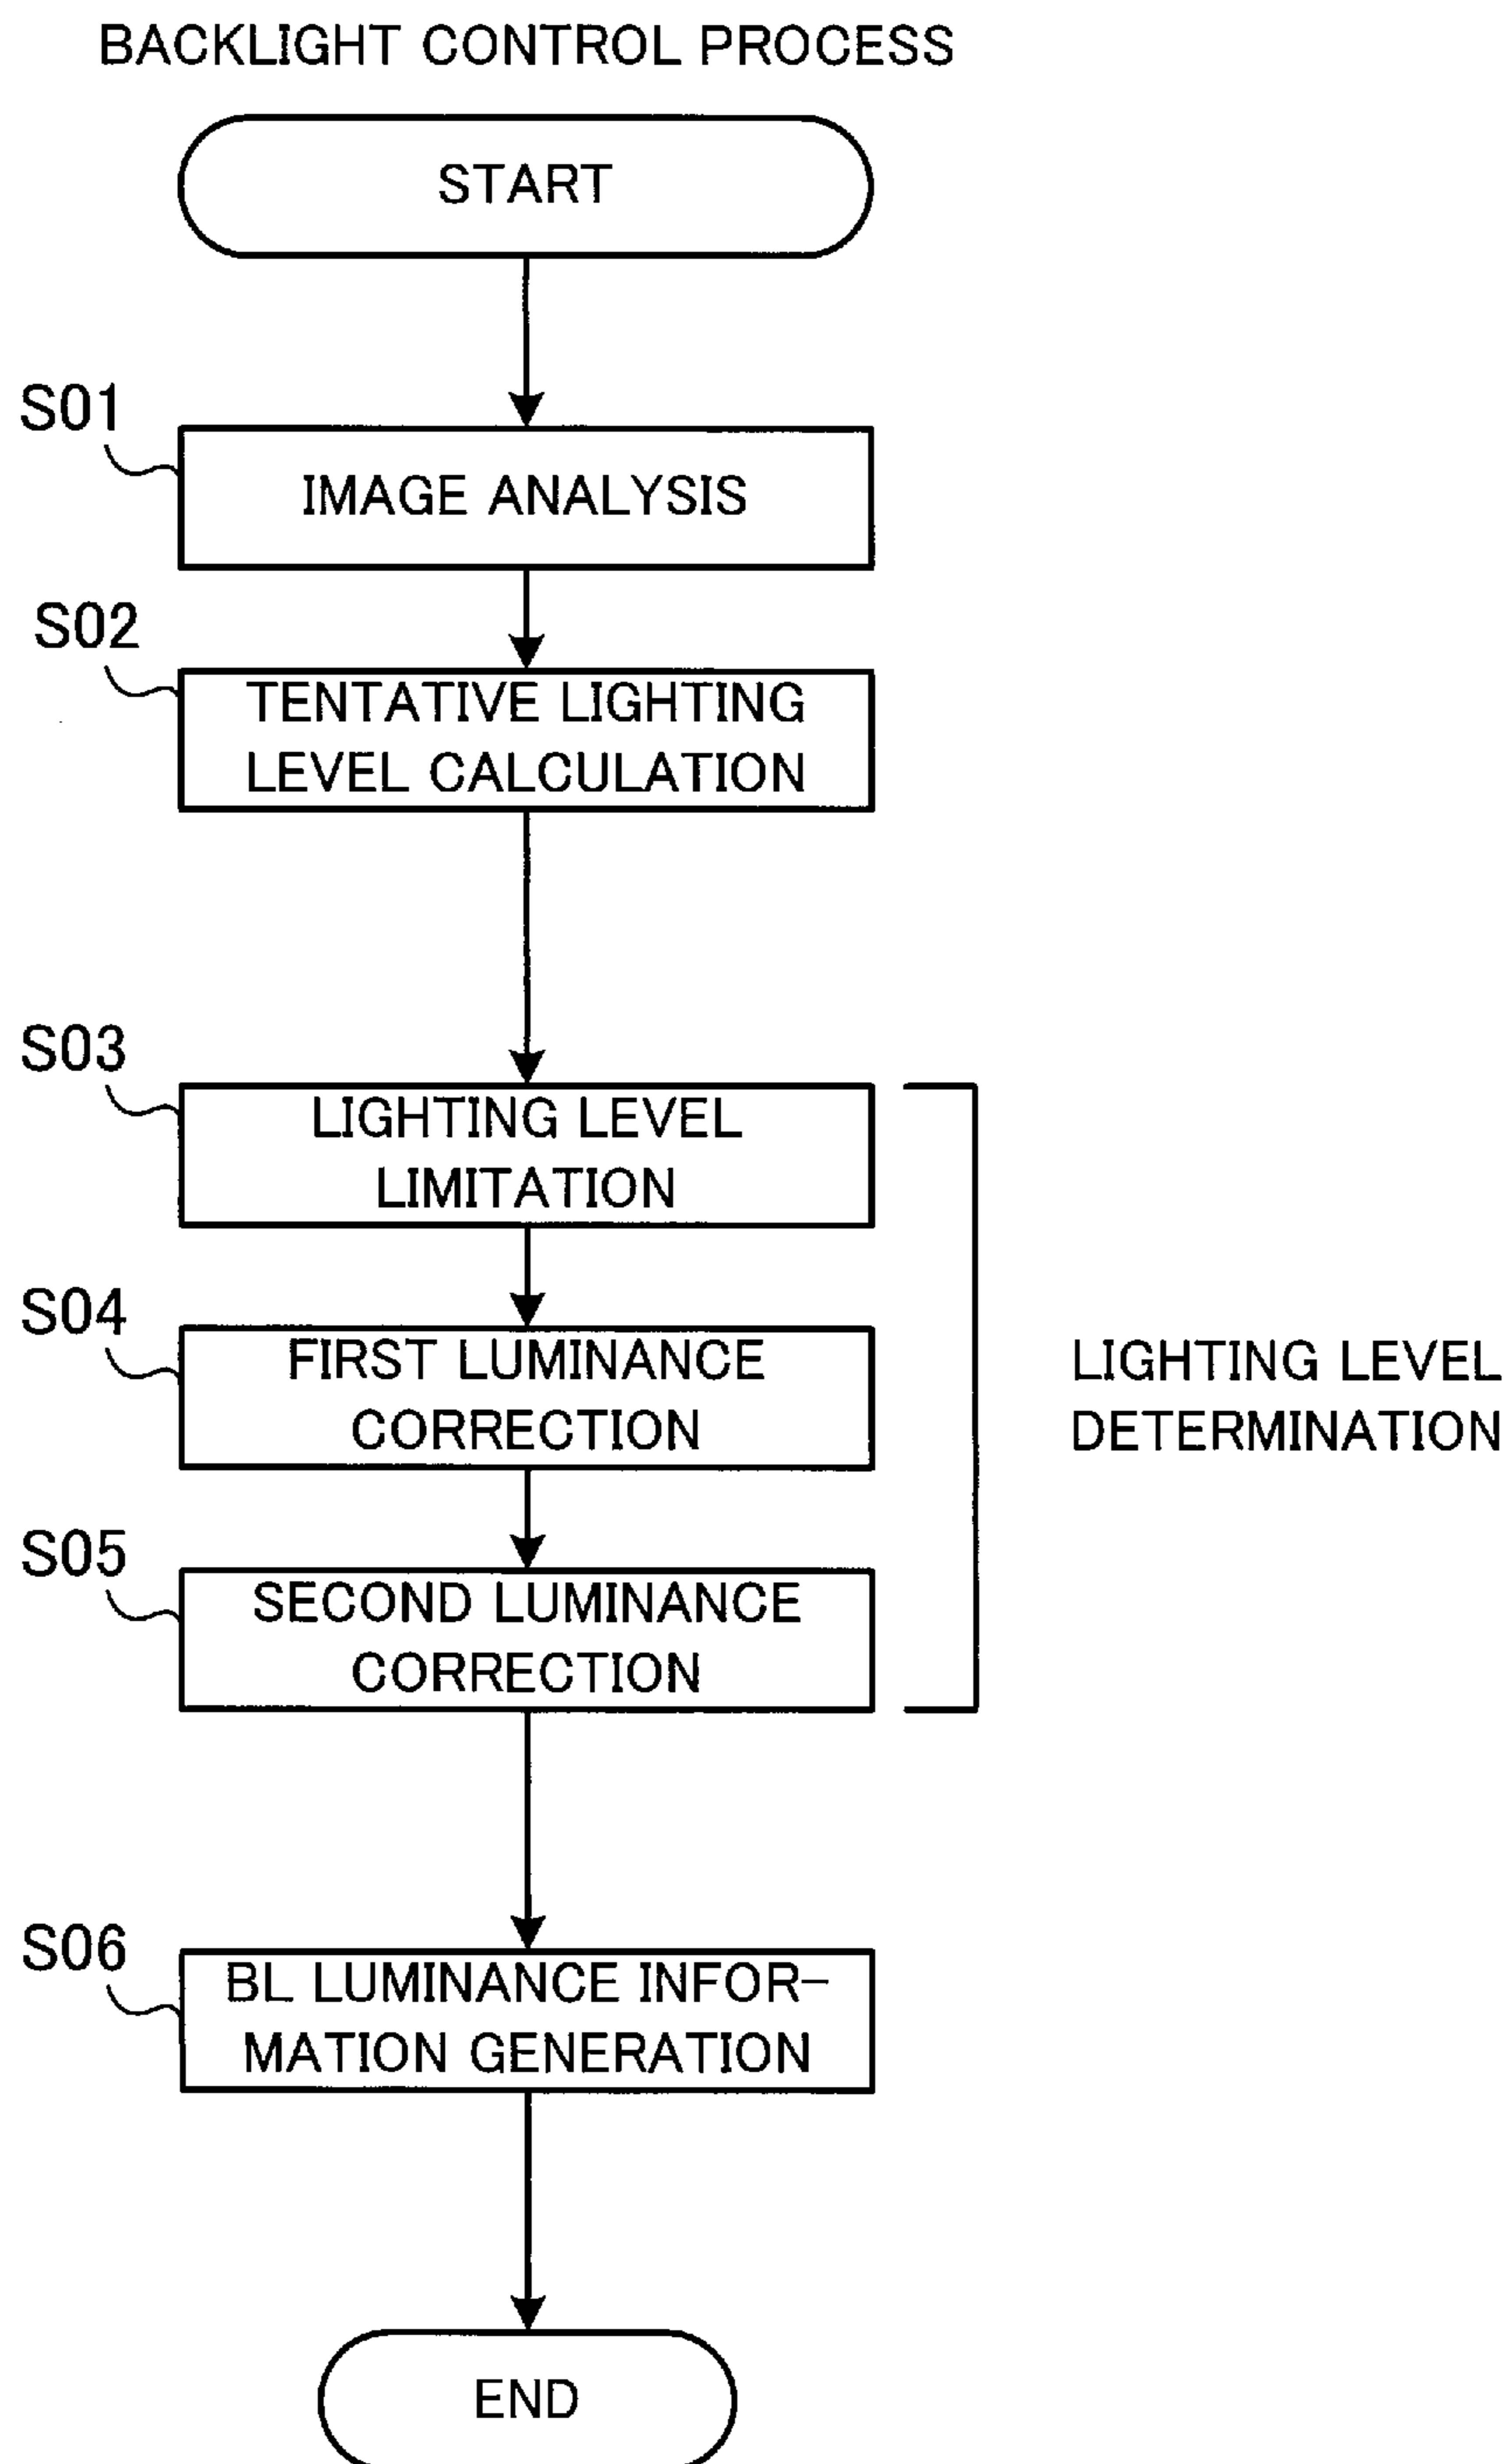 BACKLIGHT CONTROL PROCESS
START
S01
IMAGE ANALYSIS
S02
TENTATIVE LIGHTING
LEVEL CALCULATION
S03
LIGHTING LEVEL
LIMITATION
S04
FIRST LUMINANCE
CORRECTION
LIGHTING LEVEL
DETERMINATION
S05
SECOND LUMINANCE
CORRECTION
S06
BL LUMINANCE INFOR-
MATION GENERATION
END